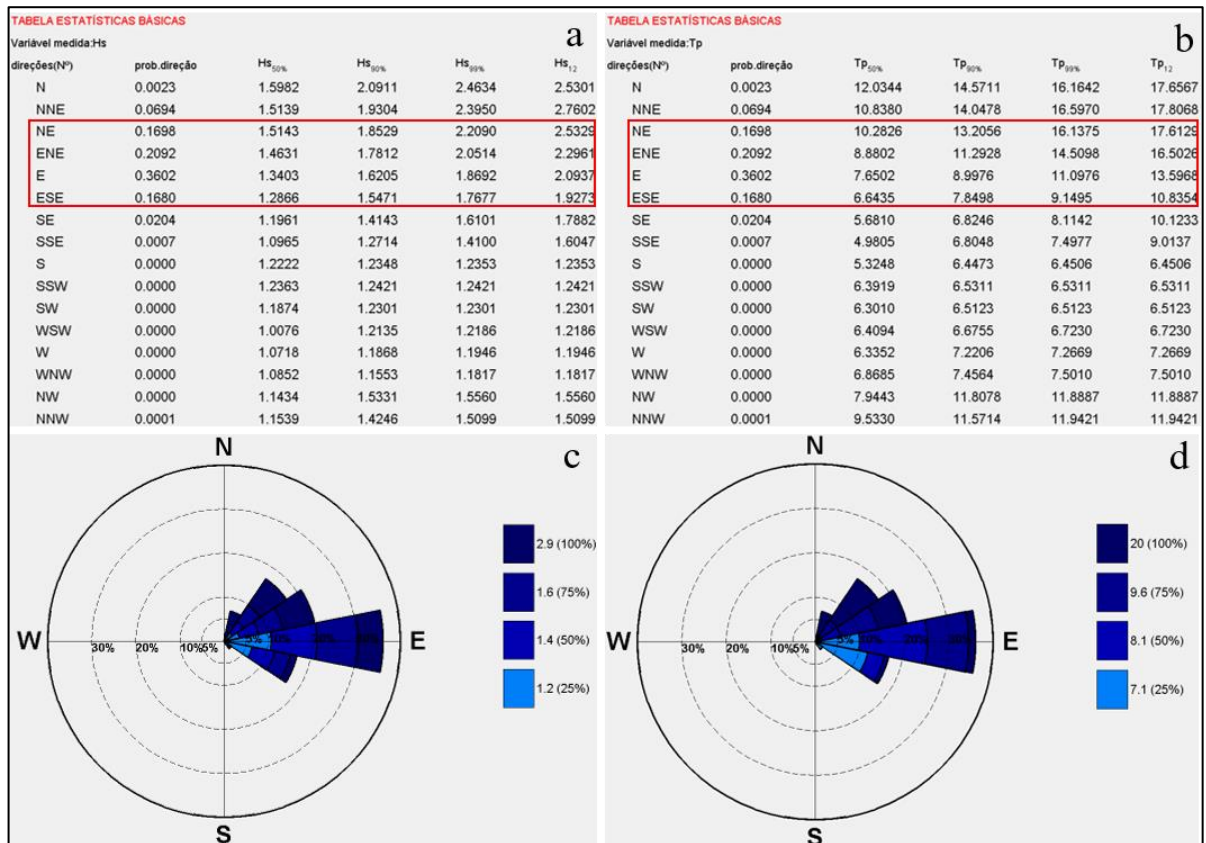 TABELA ESTATÍSTICAS BÁSICAS
a
Variável medida:Hs
direções(Nº) prob.direção Hs50% Hs90% Hs99% Hs12
N 0.0023 1.5982 2.0911 2.4634 2.5301
NNE 0.0694 1.5139 1.9304 2.3950 2.7602
NE 0.1698 1.5143 1.8529 2.2090 2.5329
ENE 0.2092 1.4631 1.7812 2.0514 2.2961
E 0.3602 1.3403 1.6205 1.8692 2.0937
ESE 0.1680 1.2866 1.5471 1.7677 1.9273
SE 0.0204 1.1961 1.4143 1.6101 1.7882
SSE 0.0007 1.0965 1.2714 1.4100 1.6047
S 0.0000 1.2222 1.2348 1.2353 1.2353
SSW 0.0000 1.2363 1.2421 1.2421 1.2421
SW 0.0000 1.1874 1.2301 1.2301 1.2301
WSW 0.0000 1.0076 1.2135 1.2186 1.2186
W 0.0000 1.0718 1.1868 1.1946 1.1946
WNW 0.0000 1.0852 1.1553 1.1817 1.1817
NW 0.0000 1.1434 1.5331 1.5560 1.5560
NNW 0.0001 1.1539 1.4246 1.5099 1.5099
TABELA ESTATÍSTICAS BÁSICAS
b
Variável medida:Tp
direções(Nº) prob.direção Tp50% Tp90% Tp99% Tp12
N 0.0023 12.0344 14.5711 16.1642 17.6567
NNE 0.0694 10.8380 14.0478 16.5970 17.8068
NE 0.1698 10.2826 13.2056 16.1375 17.6129
ENE 0.2092 8.8802 11.2928 14.5098 16.5026
E 0.3602 7.6502 8.9976 11.0976 13.5968
ESE 0.1680 6.6435 7.8498 9.1495 10.8354
SE 0.0204 5.6810 6.8246 8.1142 10.1233
SSE 0.0007 4.9805 6.8048 7.4977 9.0137
S 0.0000 5.3248 6.4473 6.4506 6.4506
SSW 0.0000 6.3919 6.5311 6.5311 6.5311
SW 0.0000 6.3010 6.5123 6.5123 6.5123
WSW 0.0000 6.4094 6.6755 6.7230 6.7230
W 0.0000 6.3352 7.2206 7.2669 7.2669
WNW 0.0000 6.8685 7.4564 7.5010 7.5010
NW 0.0000 7.9443 11.8078 11.8887 11.8887
NNW 0.0001 9.5330 11.5714 11.9421 11.9421
N
c
2.9 (100%)
1.6 (75%)
W
E
30% 20% 10%5%
1.4 (50%)
1.2 (25%)
S
N
d
20 (100%)
9.6 (75%)
W
E
30% 20% 10%5%
8.1 (50%)
7.1 (25%)
S